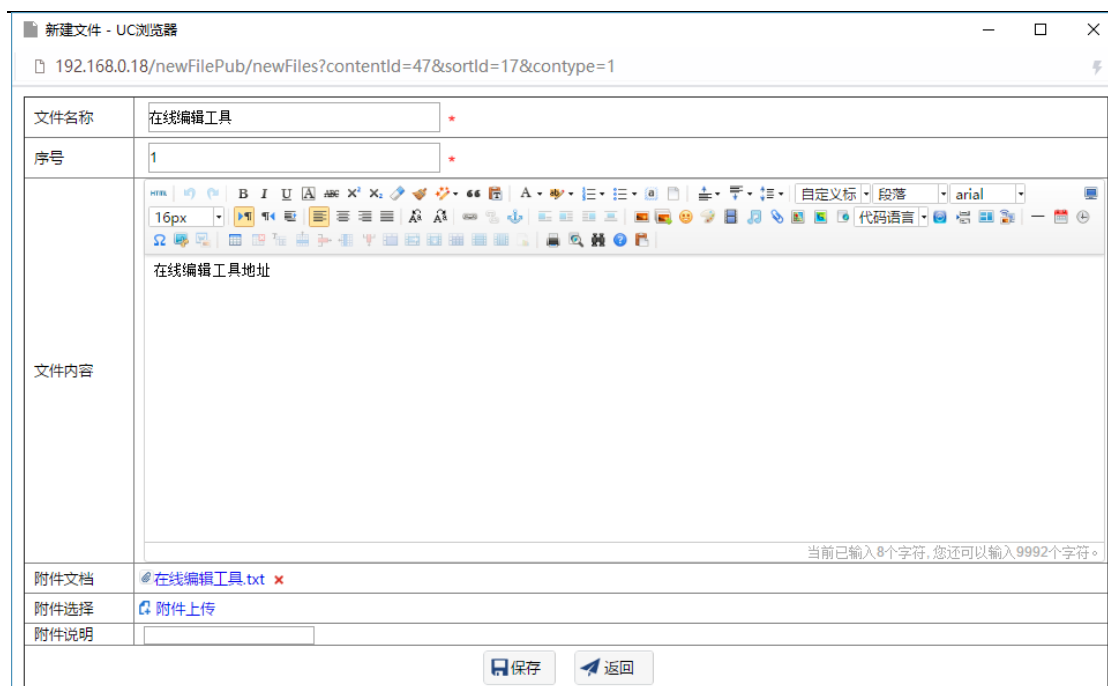 新建文件 - UC浏览器
192.168.0.18/newFilePub/newFiles?contentId=47&sortId=17&contype=1
文件名称 在线编辑工具 *
序号 1 *
HTML B I U A ABC X² X₂ A 自定义标 段落 arial
16px 代码语言
Ω
文件内容 在线编辑工具地址
当前已输入8个字符, 您还可以输入9992个字符。
附件文档 在线编辑工具.txt ×
附件选择 附件上传
附件说明
保存 返回